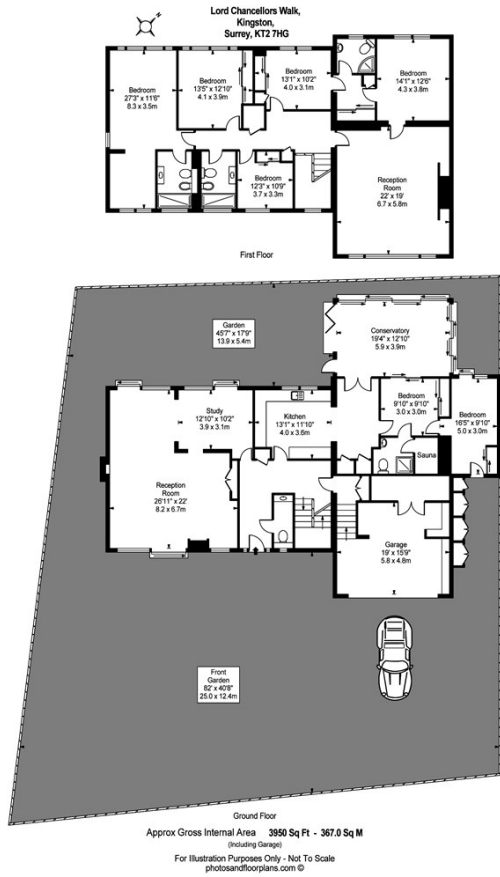 Lord Chancellors Walk,
Kingston,
Surrey, KT2 7HG
N
Bedroom
27'3" x 11'6"
8.3 x 3.5m
Bedroom
13'5" x 12'10"
4.1 x 3.9m
Bedroom
13'1" x 10'2"
4.0 x 3.1m
Bedroom
14'1" x 12'6"
4.3 x 3.8m
Bedroom
12'3" x 10'9"
3.7 x 3.3m
Reception
Room
22' x 19'
6.7 x 5.8m
First Floor
Garden
45'7" x 17'9"
13.9 x 5.4m
Conservatory
19'4" x 12'10"
5.9 x 3.9m
Study
12'10" x 10'2"
3.9 x 3.1m
Kitchen
13'1" x 11'10"
4.0 x 3.6m
9'10" x 9'10"
3.0 x 3.0m
Bedroom
Bedroom
16'5" x 9'10"
5.0 x 3.0m
Sauna
Reception
Room
26'11" x 22'
8.2 x 6.7m
Garage
19' x 15'9"
5.8 x 4.8m
Front
Garden
82' x 40'8"
25.0 x 12.4m
Ground Floor
Approx Gross Internal Area 3950 Sq Ft - 367.0 Sq M
(Including Garage)
For Illustration Purposes Only - Not To Scale
photosandfloorplans.com ©